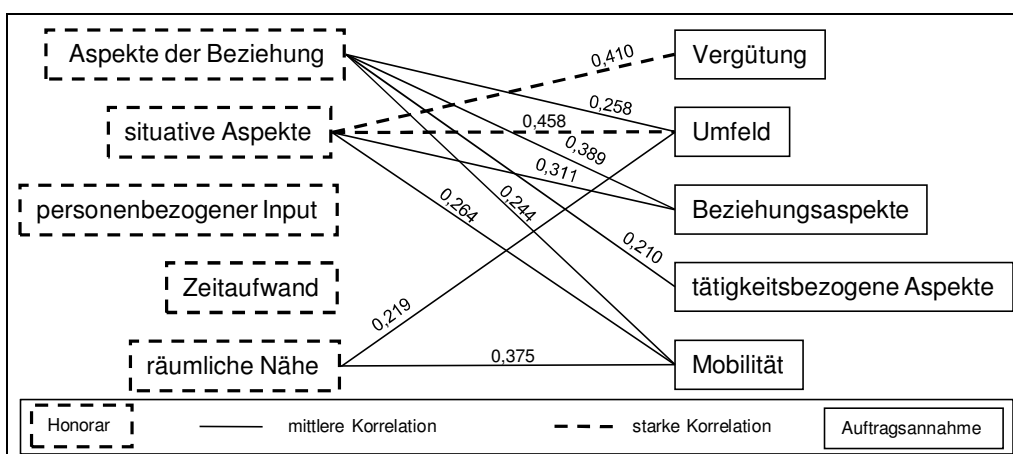 Aspekte der Beziehung
situative Aspekte
personenbezogener Input
Zeitaufwand
räumliche Nähe
0,410
0,258
0,458
0,389
0,311
0,264
0,244
0,210
0,219
0,375
Vergütung
Umfeld
Beziehungsaspekte
tätigkeitsbezogene Aspekte
Mobilität
Honorar
mittlere Korrelation
starke Korrelation
Auftragsannahme